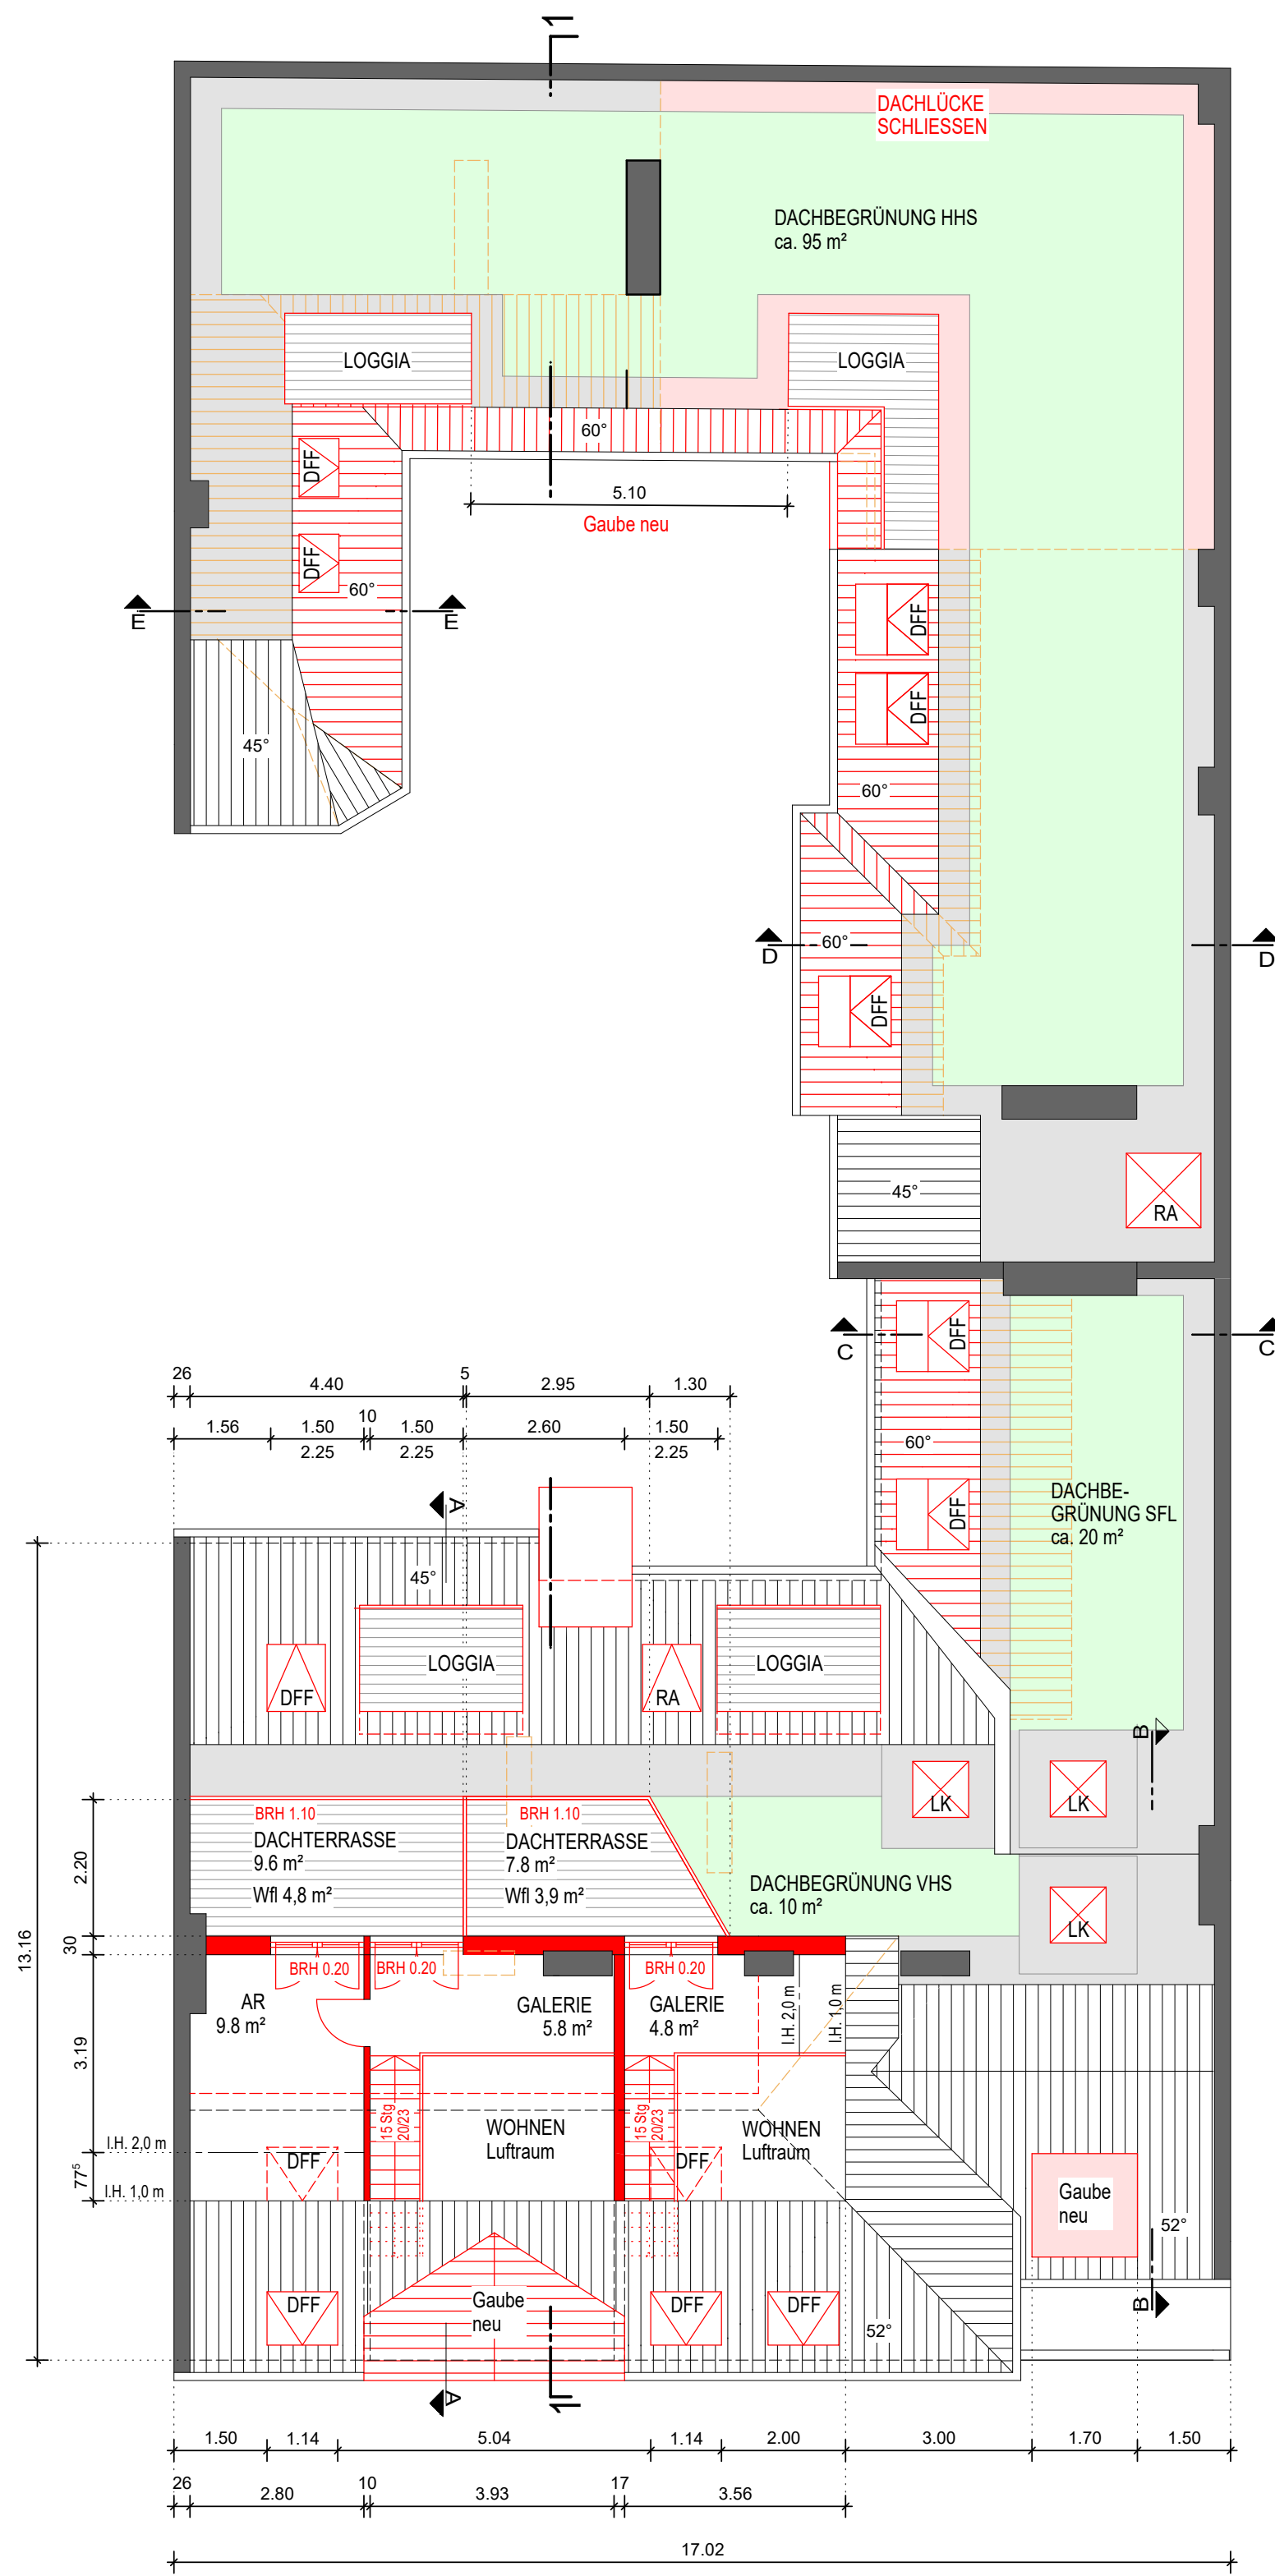 1
DACHLÜCKE
SCHLIESSEN
DACHBEGRÜNUNG HHS
ca. 95 m²
LOGGIA
LOGGIA
60°
DFF
5.10
Gaube neu
DFF
60°
E
E
DFF
DFF
45°
60°
D
60°
D
DFF
45°
RA
C
DFF
C
26
4.40
5
2.95
1.30
1.56
1.50
2.25
10
1.50
2.25
2.60
1.50
2.25
60°
DACHBE-
GRÜNUNG SFL
ca. 20 m²
DFF
A
45°
LOGGIA
LOGGIA
DFF
RA
B
LK
LK
BRH 1.10
DACHTERRASSE
9.6 m²
Wfl 4,8 m²
BRH 1.10
DACHTERRASSE
7.8 m²
Wfl 3,9 m²
DACHBEGRÜNUNG VHS
ca. 10 m²
LK
2.20
13.16
30
BRH 0.20
BRH 0.20
BRH 0.20
AR
9.8 m²
GALERIE
5.8 m²
GALERIE
4.8 m²
I.H. 2,0 m
I.H. 1,0 m
3.19
15 Stg
20/23
WOHNEN
Luftraum
15 Stg
20/23
WOHNEN
Luftraum
I.H. 2,0 m
DFF
DFF
77⁵
I.H. 1,0 m
Gaube
neu
52°
DFF
Gaube
neu
DFF
DFF
52°
B
A
1
1.50
1.14
5.04
1.14
2.00
3.00
1.70
1.50
26
2.80
10
3.93
17
3.56
17.02